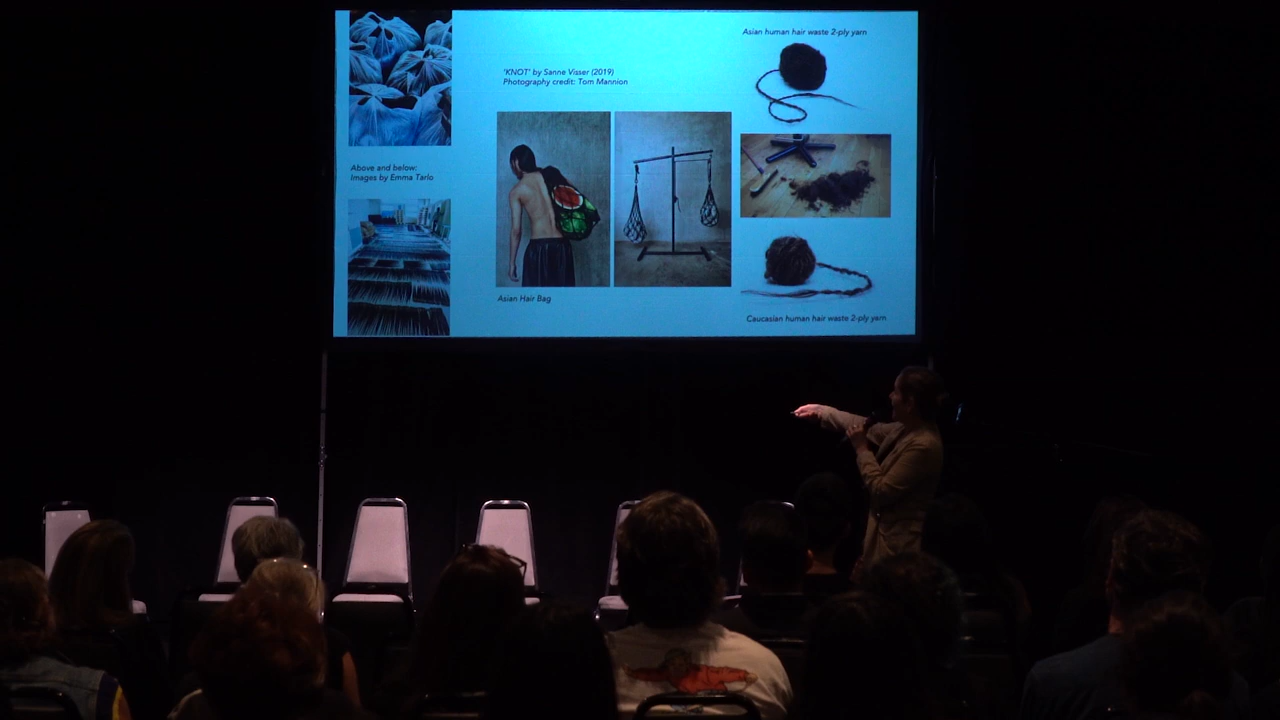 Asian human hair waste 2-ply yarn
'KNOT' by Sanne Visser (2019)
Photography credit: Tom Mannion
Above and below:
Images by Emma Tarlo
Asian Hair Bag
Caucasian human hair waste 2-ply yarn